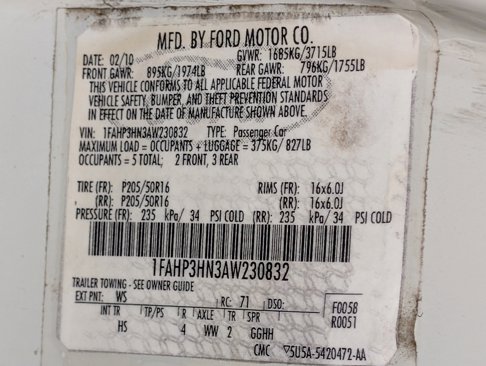 MFD. BY FORD MOTOR CO.
DATE: 02/10 GVWR: 1685KG/3715LB
FRONT GAWR: 895KG/1974LB REAR GAWR: 796KG/1755LB
THIS VEHICLE CONFORMS TO ALL APPLICABLE FEDERAL MOTOR
VEHICLE SAFETY, BUMPER, AND THEFT PREVENTION STANDARDS
IN EFFECT ON THE DATE OF MANUFACTURE SHOWN ABOVE.
VIN: 1FAHP3HN3AW230832 TYPE: Passenger Car
MAXIMUM LOAD = OCCUPANTS + LUGGAGE = 375KG/ 827LB
OCCUPANTS = 5 TOTAL; 2 FRONT, 3 REAR
TIRE (FR): P205/50R16 RIMS (FR): 16x6.0J
(RR): P205/50R16 (RR): 16x6.0J
PRESSURE (FR): 235 kPa/ 34 PSI COLD (RR): 235 kPa/ 34 PSI COLD
1FAHP3HN3AW230832
TRAILER TOWING - SEE OWNER GUIDE
EXT PNT: WS RC: 71 DSO: F0058
INT TR TP/PS R AXLE TR SPR R0051
HS 4 WW 2 GGHH
CMC ▽5U5A-5420472-AA